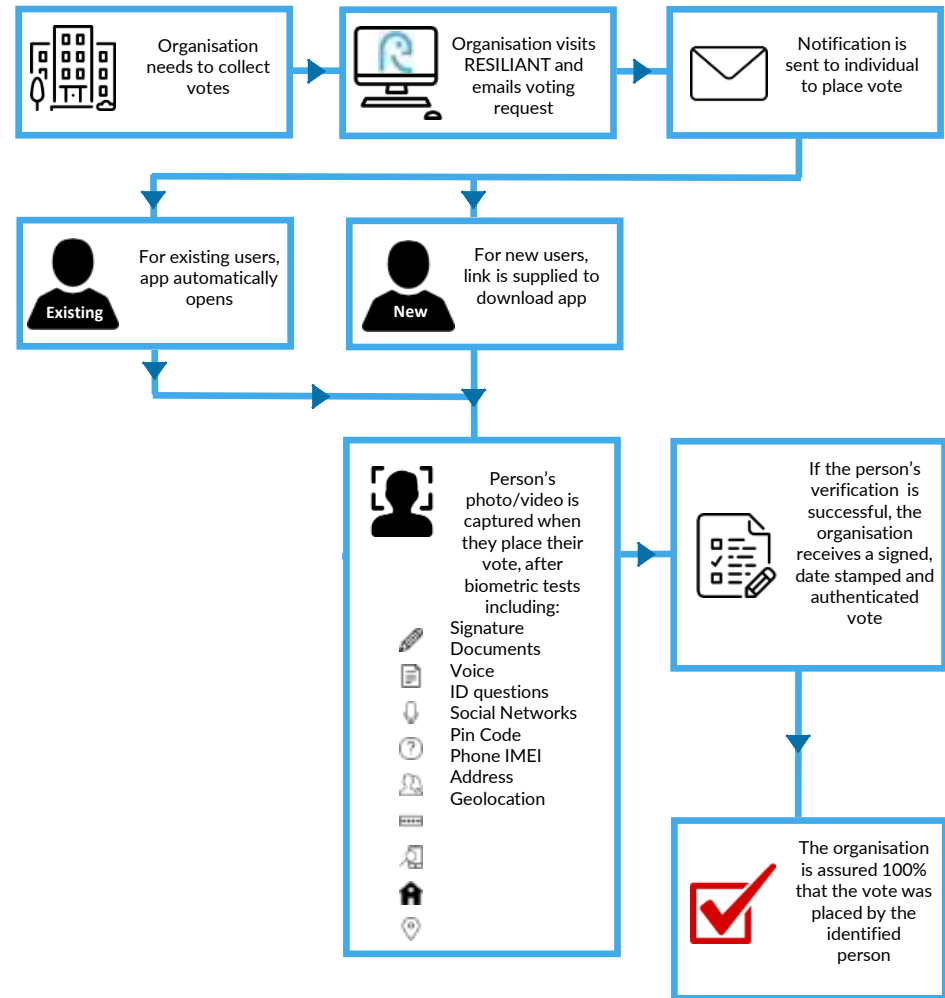 Organisation
needs to collect
votes
Organisation visits
RESILIANT and
emails voting
request
Notification is
sent to individual
to place vote
Existing
For existing users,
app automatically
opens
New
For new users,
link is supplied to
download app
Person’s
photo/video is
captured when
they place their
vote, after
biometric tests
including:
Signature
Documents
Voice
ID questions
Social Networks
Pin Code
Phone IMEI
Address
Geolocation
If the person’s
verification is
successful, the
organisation
receives a signed,
date stamped and
authenticated
vote
The organisation
is assured 100%
that the vote was
placed by the
identified
person